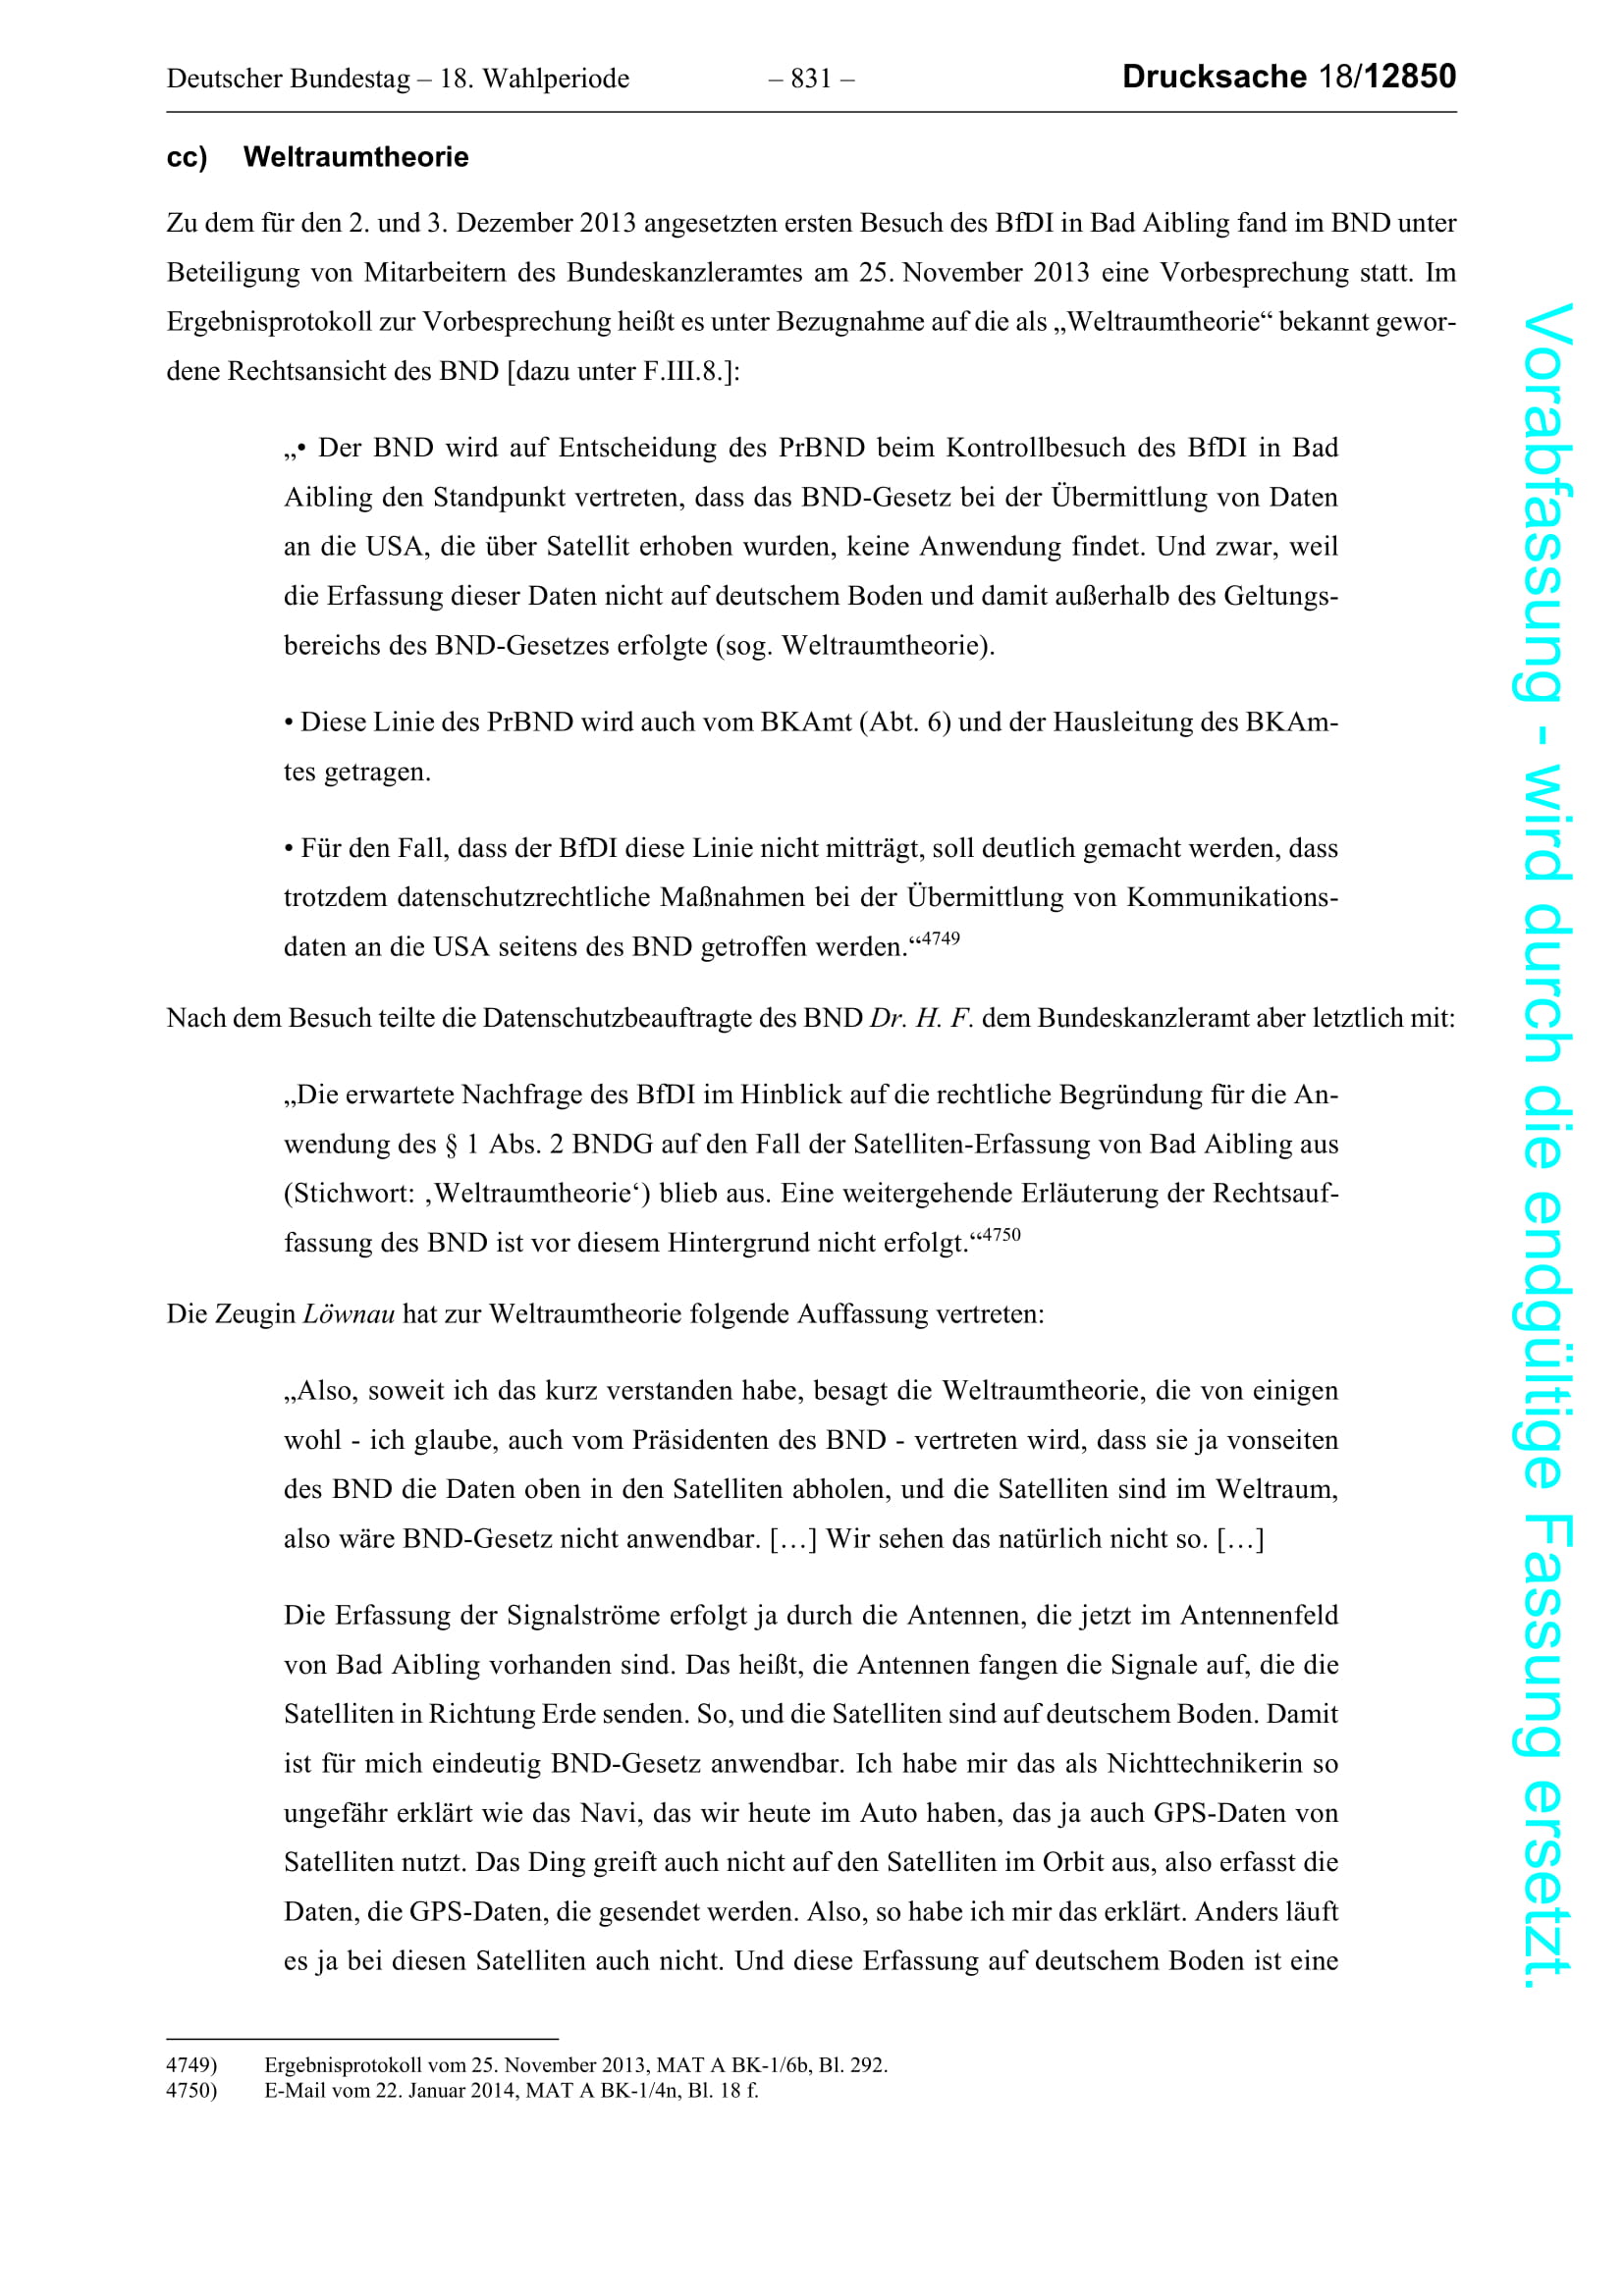 Deutscher Bundestag – 18. Wahlperiode – 831 – Drucksache 18/12850
cc) Weltraumtheorie
Zu dem für den 2. und 3. Dezember 2013 angesetzten ersten Besuch des BfDI in Bad Aibling fand im BND unter
Beteiligung von Mitarbeitern des Bundeskanzleramtes am 25. November 2013 eine Vorbesprechung statt. Im
Ergebnisprotokoll zur Vorbesprechung heißt es unter Bezugnahme auf die als „Weltraumtheorie“ bekannt gewor-
dene Rechtsansicht des BND [dazu unter F.III.8.]:
„• Der BND wird auf Entscheidung des PrBND beim Kontrollbesuch des BfDI in Bad
Aibling den Standpunkt vertreten, dass das BND-Gesetz bei der Übermittlung von Daten
an die USA, die über Satellit erhoben wurden, keine Anwendung findet. Und zwar, weil
die Erfassung dieser Daten nicht auf deutschem Boden und damit außerhalb des Geltungs-
bereichs des BND-Gesetzes erfolgte (sog. Weltraumtheorie).
• Diese Linie des PrBND wird auch vom BKAmt (Abt. 6) und der Hausleitung des BKAm-
tes getragen.
• Für den Fall, dass der BfDI diese Linie nicht mitträgt, soll deutlich gemacht werden, dass
trotzdem datenschutzrechtliche Maßnahmen bei der Übermittlung von Kommunikations-
daten an die USA seitens des BND getroffen werden.“4749
Nach dem Besuch teilte die Datenschutzbeauftragte des BND Dr. H. F. dem Bundeskanzleramt aber letztlich mit:
„Die erwartete Nachfrage des BfDI im Hinblick auf die rechtliche Begründung für die An-
wendung des § 1 Abs. 2 BNDG auf den Fall der Satelliten-Erfassung von Bad Aibling aus
(Stichwort: ‚Weltraumtheorie‘) blieb aus. Eine weitergehende Erläuterung der Rechtsauf-
fassung des BND ist vor diesem Hintergrund nicht erfolgt.“4750
Die Zeugin Löwnau hat zur Weltraumtheorie folgende Auffassung vertreten:
„Also, soweit ich das kurz verstanden habe, besagt die Weltraumtheorie, die von einigen
wohl - ich glaube, auch vom Präsidenten des BND - vertreten wird, dass sie ja vonseiten
des BND die Daten oben in den Satelliten abholen, und die Satelliten sind im Weltraum,
also wäre BND-Gesetz nicht anwendbar. […] Wir sehen das natürlich nicht so. […]
Die Erfassung der Signalströme erfolgt ja durch die Antennen, die jetzt im Antennenfeld
von Bad Aibling vorhanden sind. Das heißt, die Antennen fangen die Signale auf, die die
Satelliten in Richtung Erde senden. So, und die Satelliten sind auf deutschem Boden. Damit
ist für mich eindeutig BND-Gesetz anwendbar. Ich habe mir das als Nichttechnikerin so
ungefähr erklärt wie das Navi, das wir heute im Auto haben, das ja auch GPS-Daten von
Satelliten nutzt. Das Ding greift auch nicht auf den Satelliten im Orbit aus, also erfasst die
Daten, die GPS-Daten, die gesendet werden. Also, so habe ich mir das erklärt. Anders läuft
es ja bei diesen Satelliten auch nicht. Und diese Erfassung auf deutschem Boden ist eine
4749) Ergebnisprotokoll vom 25. November 2013, MAT A BK-1/6b, Bl. 292.
4750) E-Mail vom 22. Januar 2014, MAT A BK-1/4n, Bl. 18 f.
Vorabfassung - wird durch die endgültige Fassung ersetzt.